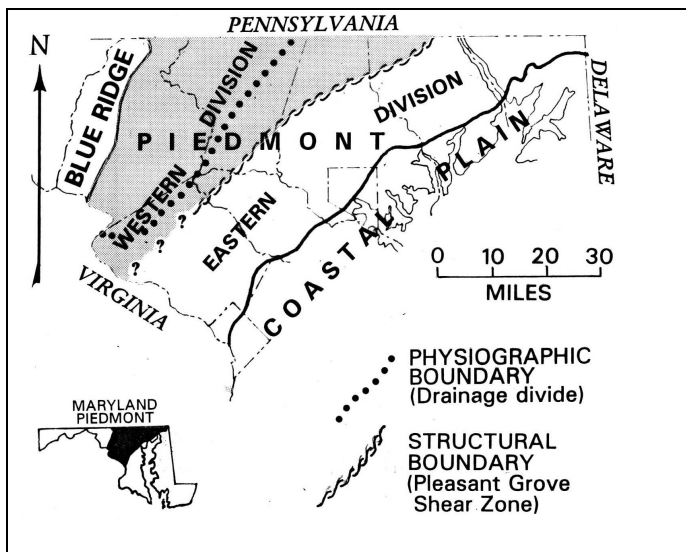 PENNSYLVANIA
N
BLUE RIDGE
WESTERN DIVISION
PIEDMONT
EASTERN DIVISION
COASTAL PLAIN
DELAWARE
? ? ?
VIRGINIA
0 10 20 30
MILES
PHYSIOGRAPHIC
BOUNDARY
(Drainage divide)
MARYLAND
PIEDMONT
STRUCTURAL
BOUNDARY
(Pleasant Grove
Shear Zone)